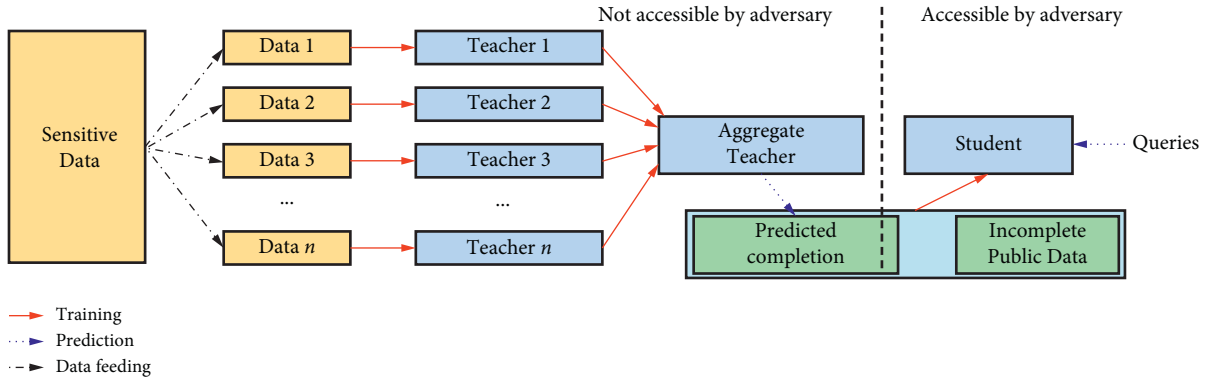 Not accessible by adversary
Accessible by adversary
Sensitive
Data
Data 1
Teacher 1
Data 2
Teacher 2
Data 3
Teacher 3
...
...
Data n
Teacher n
Aggregate
Teacher
Student
Queries
Predicted
completion
Incomplete
Public Data
Training
Prediction
Data feeding